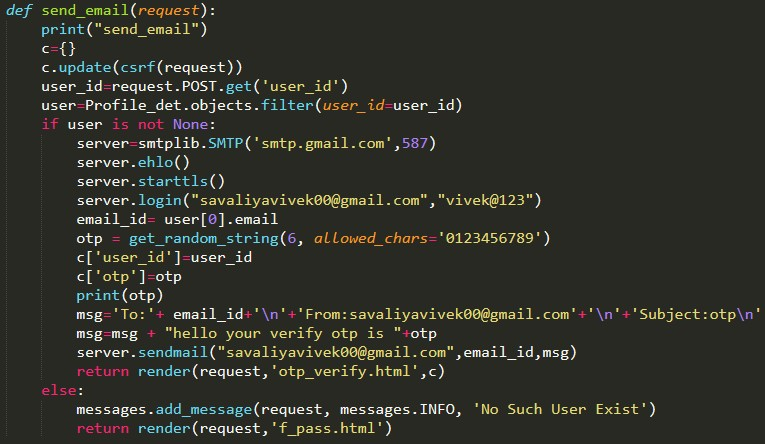 def send_email(request):
    print("send_email")
    c={}
    c.update(csrf(request))
    user_id=request.POST.get('user_id')
    user=Profile_det.objects.filter(user_id=user_id)
    if user is not None:
        server=smtplib.SMTP('smtp.gmail.com',587)
        server.ehlo()
        server.starttls()
        server.login("savaliyavivek00@gmail.com","vivek@123")
        email_id= user[0].email
        otp = get_random_string(6, allowed_chars='0123456789')
        c['user_id']=user_id
        c['otp']=otp
        print(otp)
        msg='To:'+ email_id+'\n'+'From:savaliyavivek00@gmail.com'+'\n'+'Subject:otp\n'
        msg=msg + "hello your verify otp is "+otp
        server.sendmail("savaliyavivek00@gmail.com",email_id,msg)
        return render(request,'otp_verify.html',c)
    else:
        messages.add_message(request, messages.INFO, 'No Such User Exist')
        return render(request,'f_pass.html')